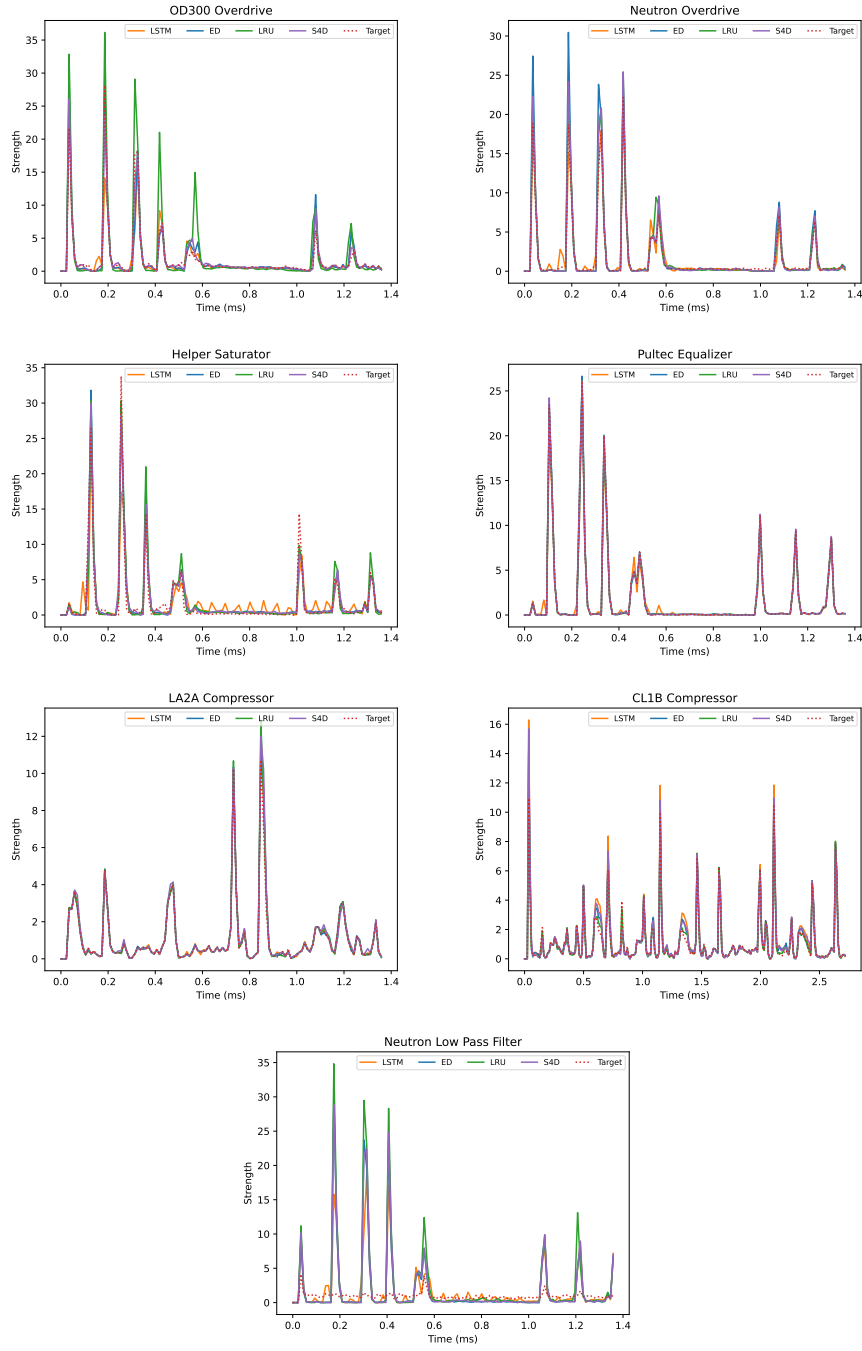 OD300 Overdrive
LSTM ED LRU S4D Target
35
30
25
20
15
10
5
0
Strength
0.0 0.2 0.4 0.6 0.8 1.0 1.2 1.4
Time (ms)
Neutron Overdrive
LSTM ED LRU S4D Target
30
25
20
15
10
5
0
Strength
0.0 0.2 0.4 0.6 0.8 1.0 1.2 1.4
Time (ms)
Helper Saturator
LSTM ED LRU S4D Target
35
30
25
20
15
10
5
0
Strength
0.0 0.2 0.4 0.6 0.8 1.0 1.2 1.4
Time (ms)
Pultec Equalizer
LSTM ED LRU S4D Target
25
20
15
10
5
0
Strength
0.0 0.2 0.4 0.6 0.8 1.0 1.2 1.4
Time (ms)
LA2A Compressor
LSTM ED LRU S4D Target
12
10
8
6
4
2
0
Strength
0.0 0.2 0.4 0.6 0.8 1.0 1.2 1.4
Time (ms)
CL1B Compressor
LSTM ED LRU S4D Target
16
14
12
10
8
6
4
2
0
Strength
0.0 0.5 1.0 1.5 2.0 2.5
Time (ms)
Neutron Low Pass Filter
LSTM ED LRU S4D Target
35
30
25
20
15
10
5
0
Strength
0.0 0.2 0.4 0.6 0.8 1.0 1.2 1.4
Time (ms)